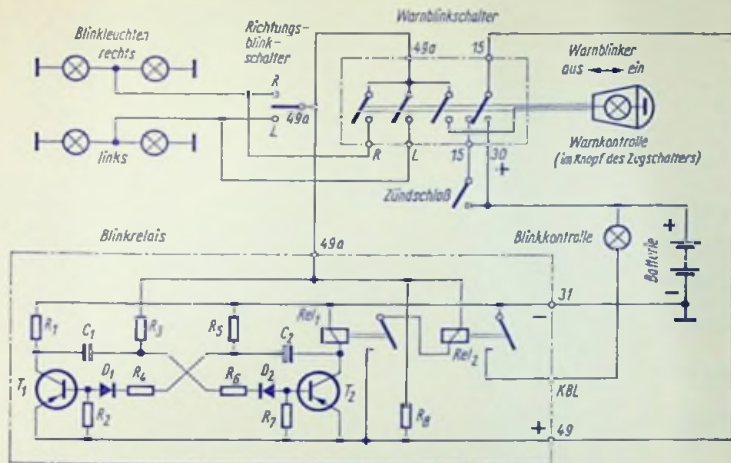 Warnblinkschalter
Blinkleuchten
rechts
Richtungs-
blink-
schalter
49a
15
Warnblinker
aus ein
R
49a
L
links
R
L
15
30
+
Warnkontrolle
(im Knopf des Zugschalters)
Zündschloß
Blinkrelais
49a
Blinkkontrolle
+
Batterie
−
31
−
R1
C1
R3
R5
C2
Rel1
Rel2
T1
D1
R4
R6
D2
T2
R2
R7
R8
KBL
+
49